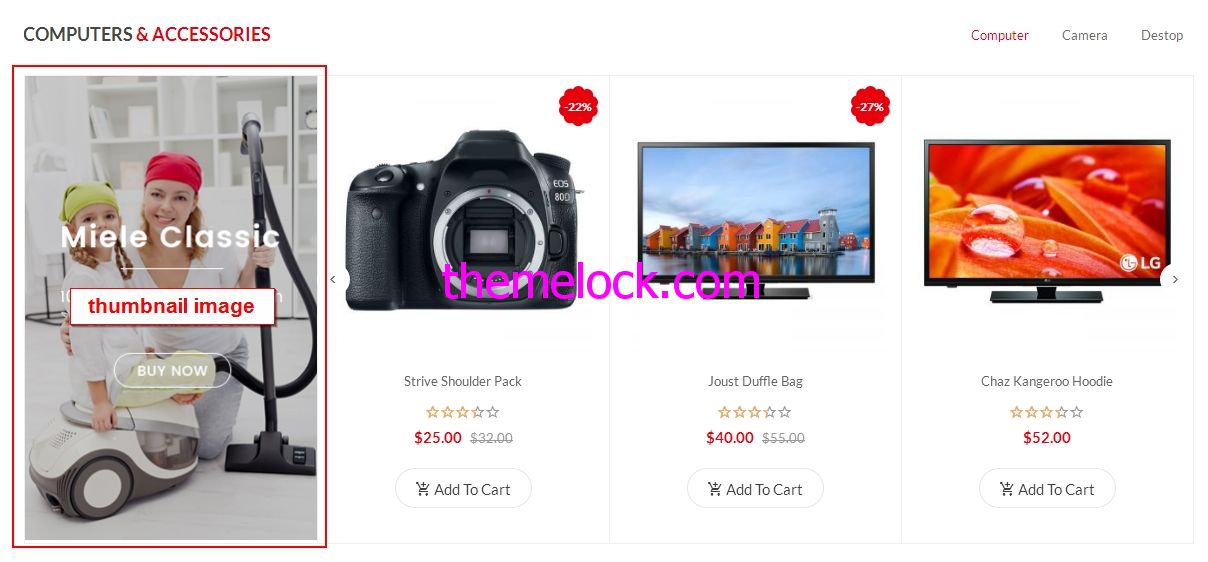 COMPUTERS & ACCESSORIES
Computer Camera Destop
Miele Classic
thumbnail image
BUY NOW
-22%
-27%
EOS
80D
LG
themelock.com
Strive Shoulder Pack
$25.00 $32.00
Add To Cart
Joust Duffle Bag
$40.00 $55.00
Add To Cart
Chaz Kangeroo Hoodie
$52.00
Add To Cart